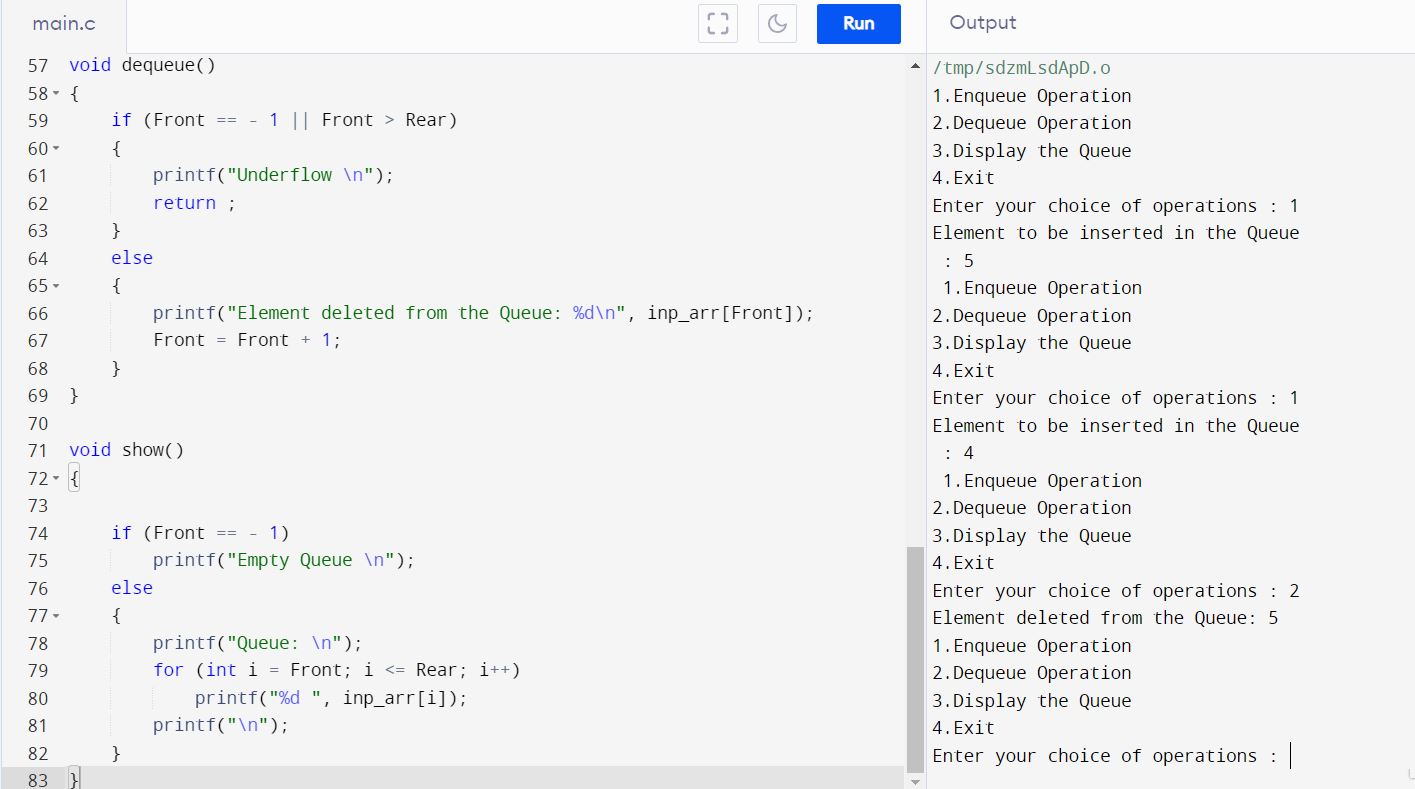 main.c
Run
57 void dequeue()
58 {
59     if (Front == - 1 || Front > Rear)
60     {
61         printf("Underflow \n");
62         return ;
63     }
64     else
65     {
66         printf("Element deleted from the Queue: %d\n", inp_arr[Front]);
67         Front = Front + 1;
68     }
69 }
70
71 void show()
72 {
73
74     if (Front == - 1)
75         printf("Empty Queue \n");
76     else
77     {
78         printf("Queue: \n");
79         for (int i = Front; i <= Rear; i++)
80             printf("%d ", inp_arr[i]);
81         printf("\n");
82     }
83 }
Output
/tmp/sdzmLsdApD.o
1.Enqueue Operation
2.Dequeue Operation
3.Display the Queue
4.Exit
Enter your choice of operations : 1
Element to be inserted in the Queue
 : 5
 1.Enqueue Operation
2.Dequeue Operation
3.Display the Queue
4.Exit
Enter your choice of operations : 1
Element to be inserted in the Queue
 : 4
 1.Enqueue Operation
2.Dequeue Operation
3.Display the Queue
4.Exit
Enter your choice of operations : 2
Element deleted from the Queue: 5
1.Enqueue Operation
2.Dequeue Operation
3.Display the Queue
4.Exit
Enter your choice of operations :